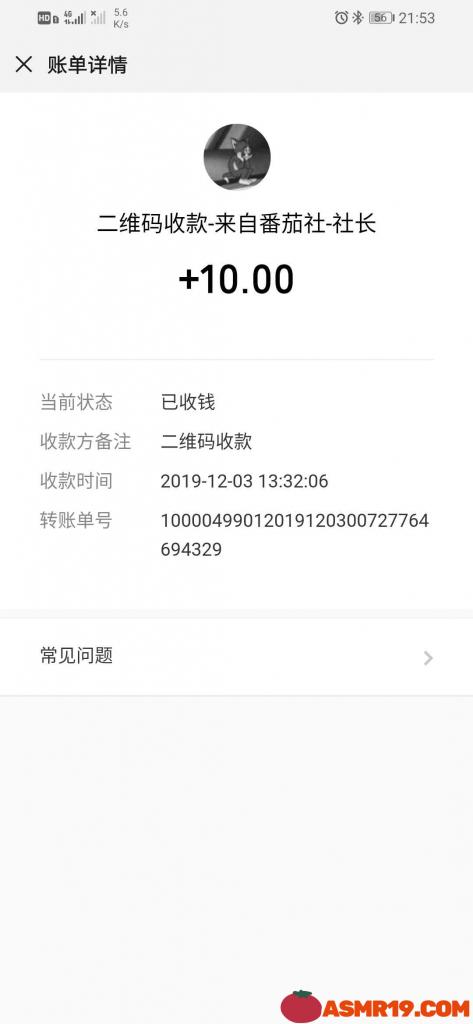 HD 4G 5.6 K/s 56 21:53
账单详情
二维码收款-来自番茄社-社长
+10.00
当前状态 已收钱
收款方备注 二维码收款
收款时间 2019-12-03 13:32:06
转账单号 10000499012019120300727764
694329
常见问题
ASMR19.COM